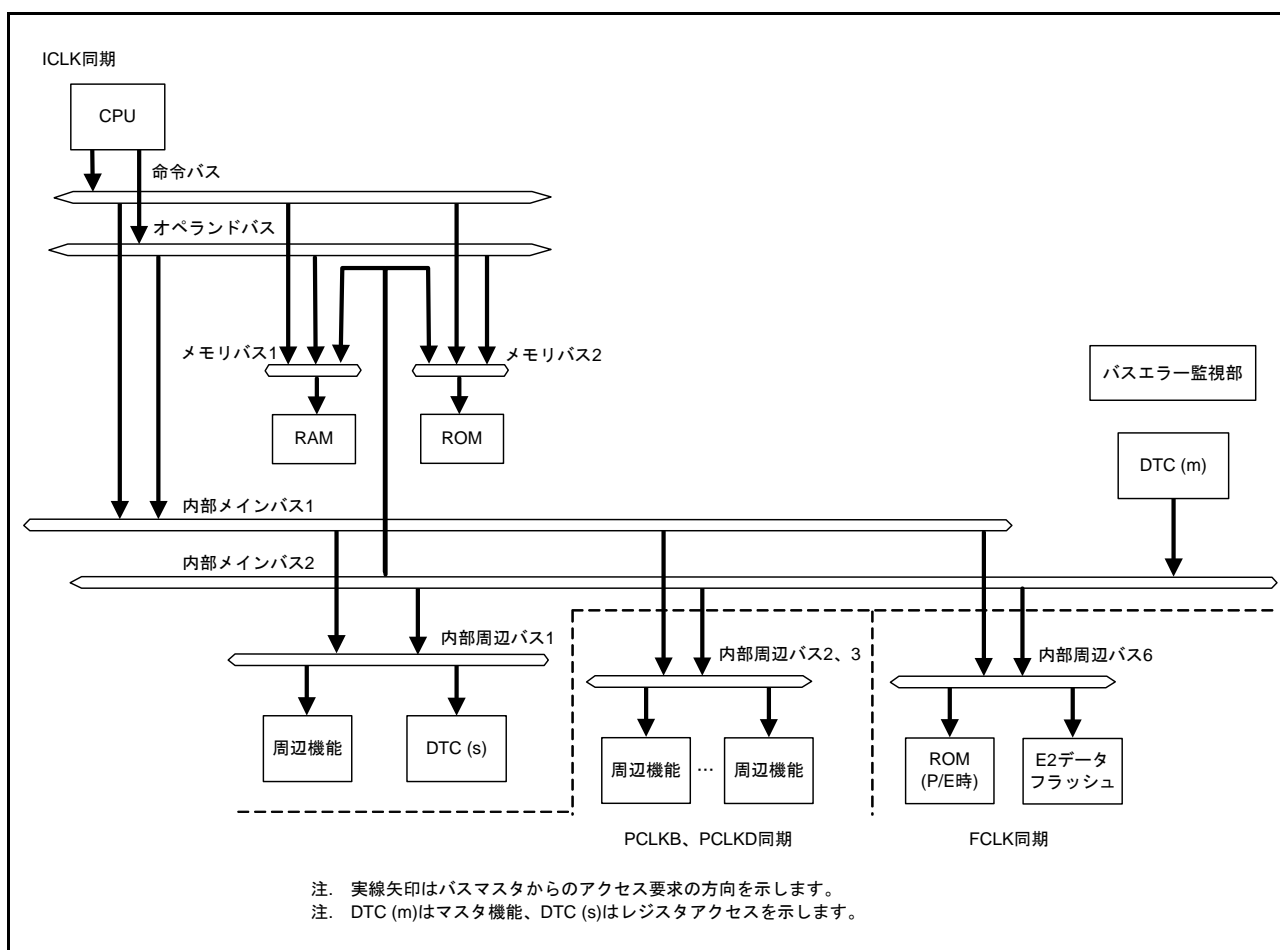 ICLK同期
CPU
命令バス
オペランドバス
メモリバス1
メモリバス2
バスエラー監視部
RAM
ROM
DTC (m)
内部メインバス1
内部メインバス2
内部周辺バス1
内部周辺バス2、3
内部周辺バス6
周辺機能
DTC (s)
周辺機能
…
周辺機能
ROM
(P/E時)
E2データ
フラッシュ
PCLKB、PCLKD同期
FCLK同期
注. 実線矢印はバスマスタからのアクセス要求の方向を示します。
注. DTC (m)はマスタ機能、DTC (s)はレジスタアクセスを示します。